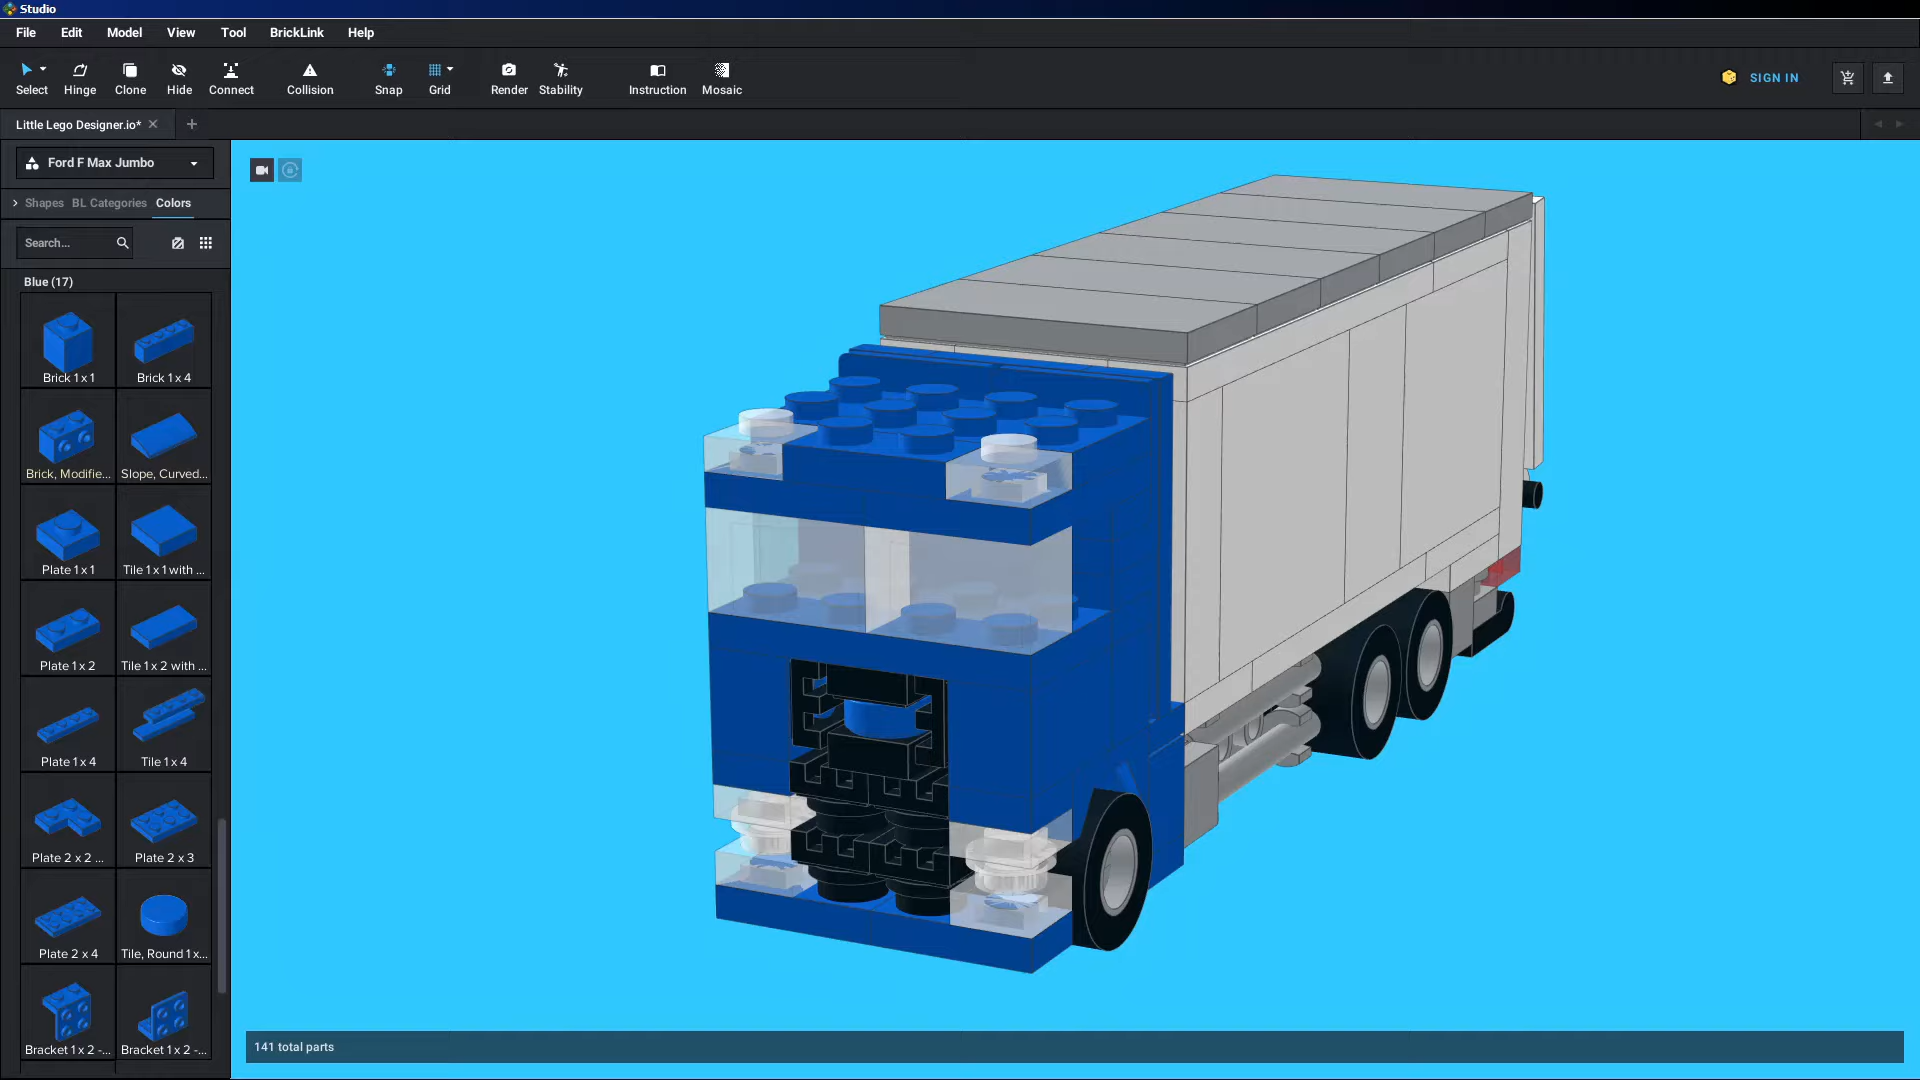 Studio
File Edit Model View Tool BrickLink Help
Select Hinge Clone Hide Connect Collision Snap Grid Render Stability Instruction Mosaic SIGN IN
Little Lego Designer.io*
Ford F Max Jumbo
Shapes BL Categories Colors
Search...
Blue (17)
Brick 1 x 1 Brick 1 x 4
Brick, Modifie... Slope, Curved...
Plate 1 x 1 Tile 1 x 1 with ...
Plate 1 x 2 Tile 1 x 2 with ...
Plate 1 x 4 Tile 1 x 4
Plate 2 x 2 ... Plate 2 x 3
Plate 2 x 4 Tile, Round 1 x...
Bracket 1 x 2 -... Bracket 1 x 2 -...
141 total parts